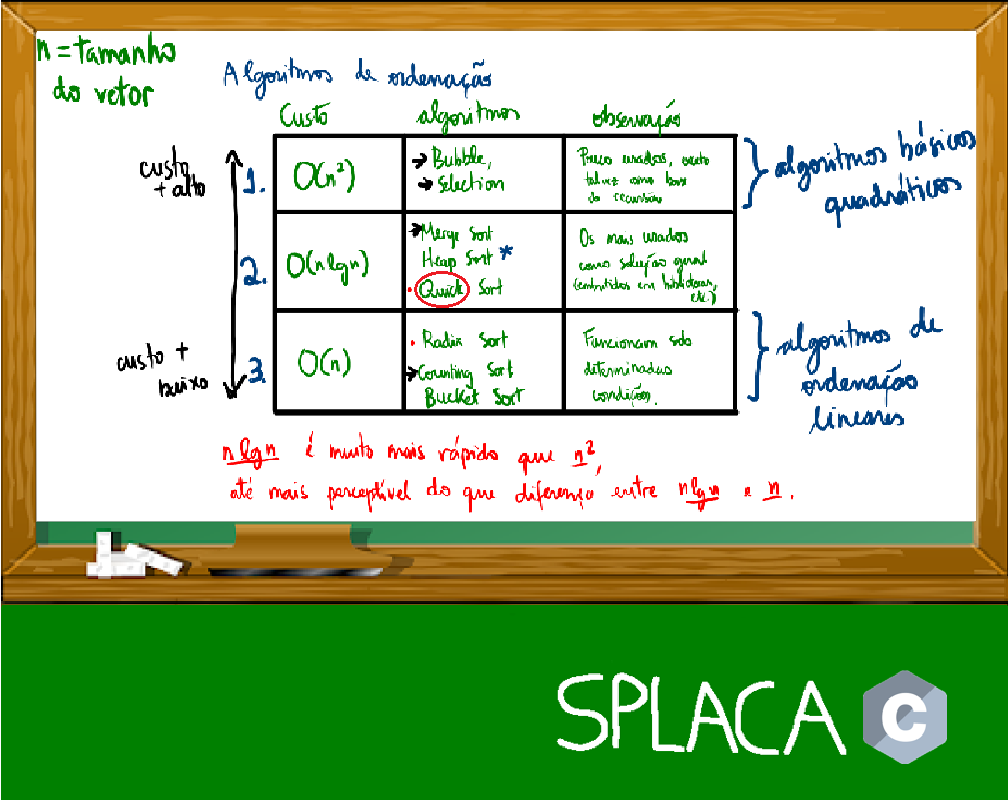 n = tamanho
do vetor
Algoritmos de ordenação
Custo algoritmos observação
custo
+ alto
1. O(n²)
→ Bubble,
→ Selection
Pouco usados, exceto
talvez como base
da recursão
} algoritmos básicos
quadráticos
2. O(n lg n)
→ Merge Sort
Heap Sort *
• Quick Sort
Os mais usados
como solução geral
(embutidos em bibliotecas,
etc.)
custo +
baixo
3. O(n)
• Radix Sort
→ Counting Sort
Bucket Sort
Funcionam sob
determinadas
condições.
} algoritmos de
ordenação
lineares
n lg n é muito mais rápido que n²,
até mais perceptível do que diferença entre n lg n e n.
SPLACA C